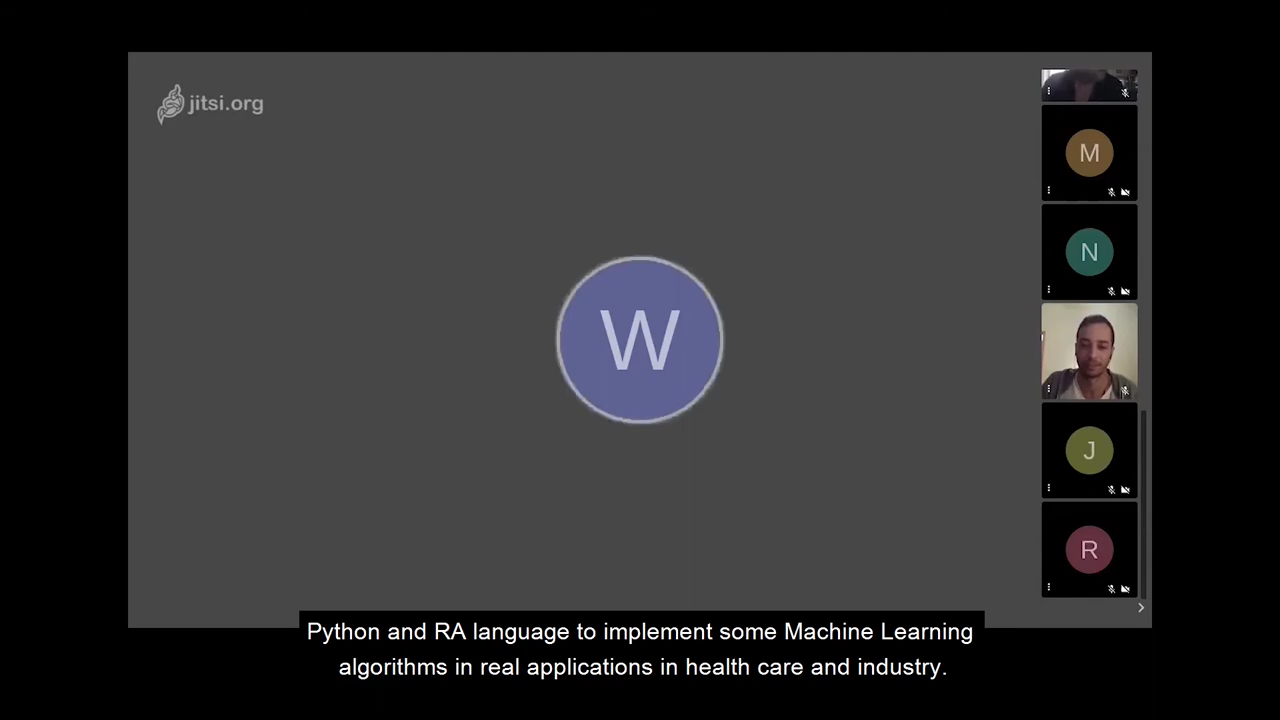 jitsi.org
M
N
W
J
R
Python and RA language to implement some Machine Learning
algorithms in real applications in health care and industry.